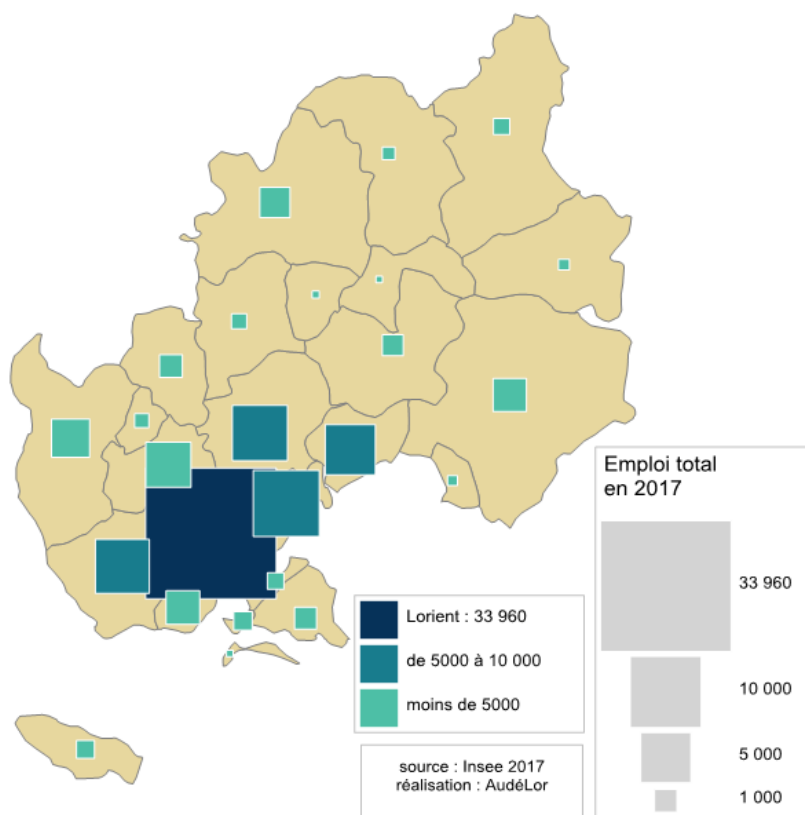 Emploi total
en 2017
33 960
10 000
5 000
1 000
Lorient : 33 960
de 5000 à 10 000
moins de 5000
source : Insee 2017
réalisation : AudéLor